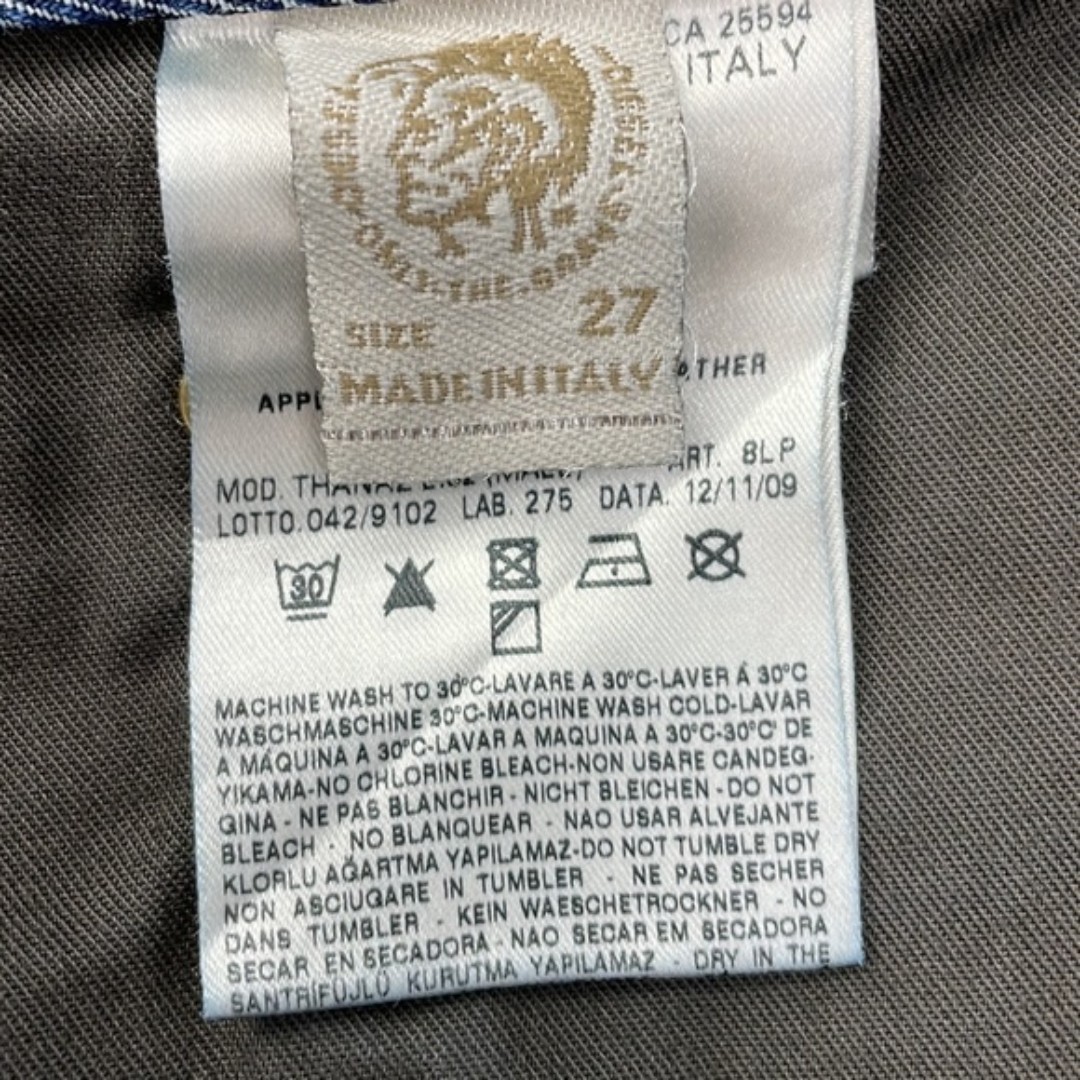 CA 25594
ITALY
DIESEL
ONLY·THE·BRAVE
SIZE 27
MADE IN ITALY
APPL OTHER
MOD. ART. 8LP
LOTTO.042/9102 LAB. 275 DATA. 12/11/09
30
MACHINE WASH TO 30°C-LAVARE A 30°C-LAVER Á 30°C
WASCHMASCHINE 30°C-MACHINE WASH COLD-LAVAR
A MÁQUINA A 30°C-LAVAR A MAQUINA A 30°C-30°C' DE
YIKAMA-NO CHLORINE BLEACH-NON USARE CANDEG-
GINA - NE PAS BLANCHIR - NICHT BLEICHEN - DO NOT
BLEACH - NO BLANQUEAR - NAO USAR ALVEJANTE
KLORLU AĞARTMA YAPILAMAZ-DO NOT TUMBLE DRY
NON ASCIUGARE IN TUMBLER - NE PAS SECHER
DANS TUMBLER - KEIN WAESCHETROCKNER - NO
SECAR EN SECADORA - NAO SECAR EM SECADORA
SANTRİFÜJLÜ KURUTMA YAPILAMAZ - DRY IN THE